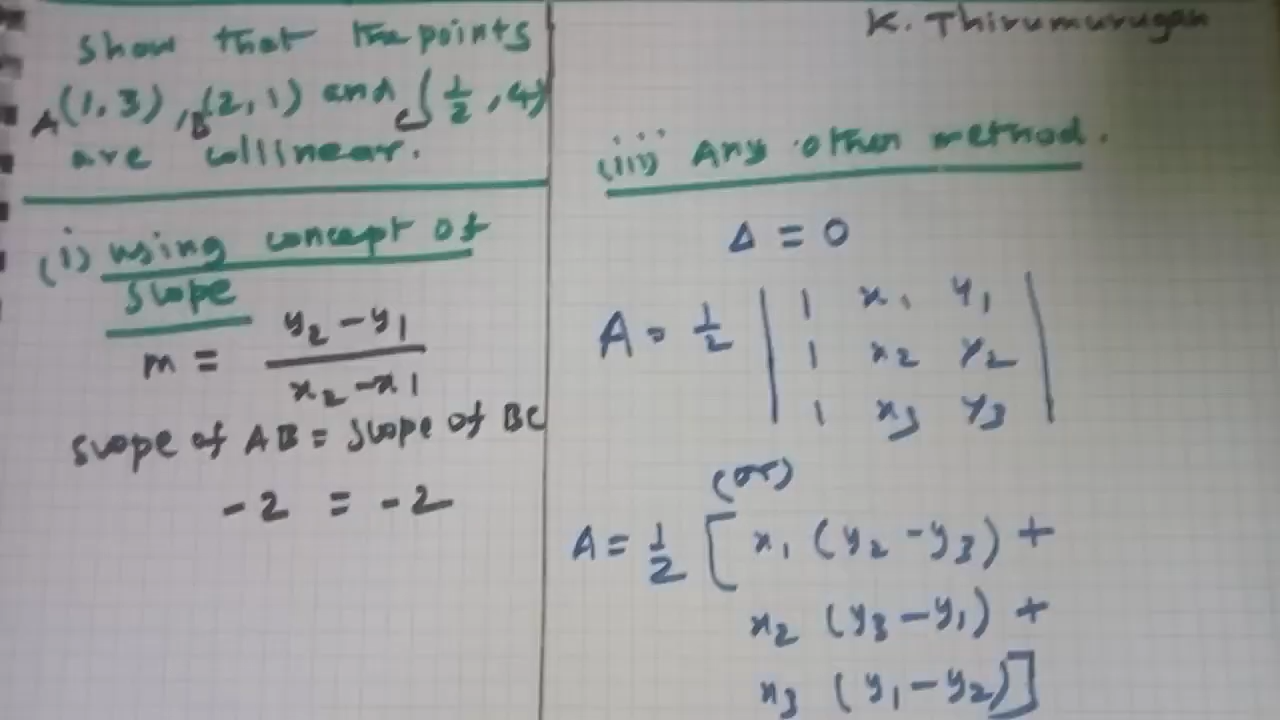 show that the points
A(1, 3), B(2, 1) and C(1/2, 4)
are collinear.
(i) using concept of
slope
m = y₂ - y₁ / x₂ - x₁
slope of AB = slope of BC
-2 = -2
K. Thirumurugan
(iii) Any other method.
Δ = 0
A = 1/2 | 1 x₁ y₁
1 x₂ y₂
1 x₃ y₃ |
(or)
A = 1/2 [ x₁ (y₂ - y₃) +
x₂ (y₃ - y₁) +
x₃ (y₁ - y₂)]